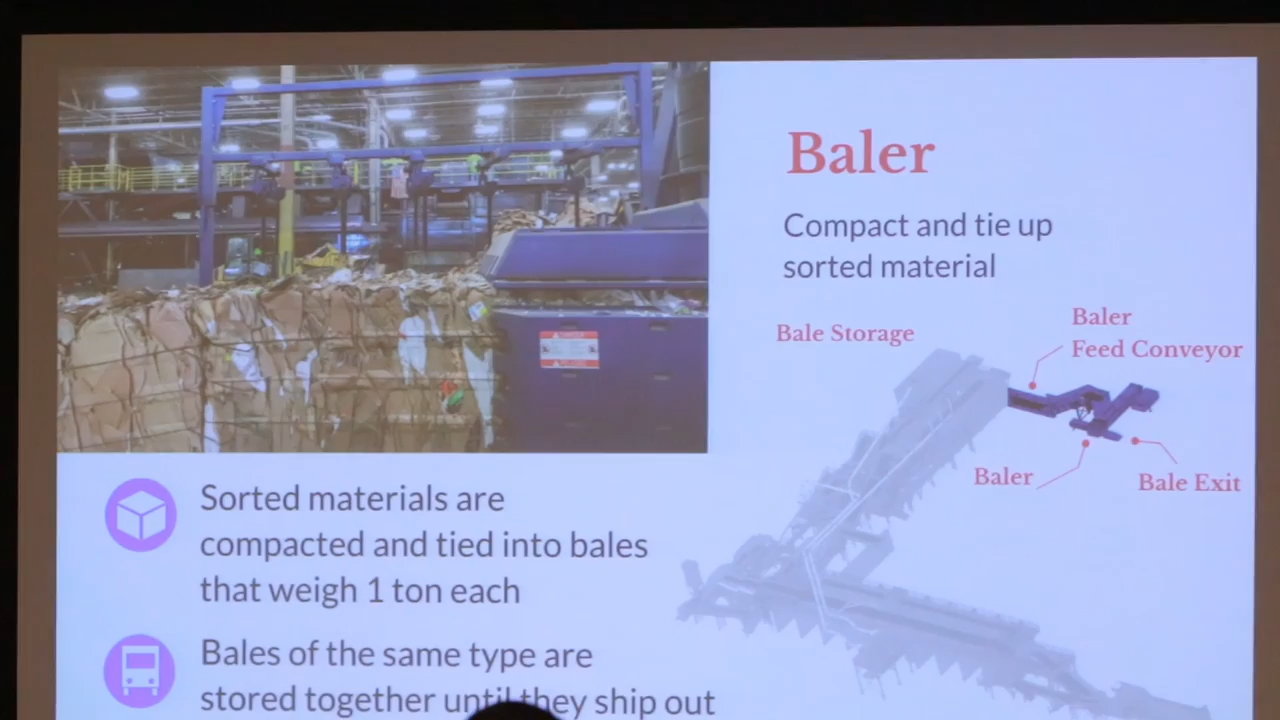 Baler
Compact and tie up
sorted material
Bale Storage
Baler
Feed Conveyor
Baler
Bale Exit
Sorted materials are
compacted and tied into bales
that weigh 1 ton each
Bales of the same type are
stored together until they ship out